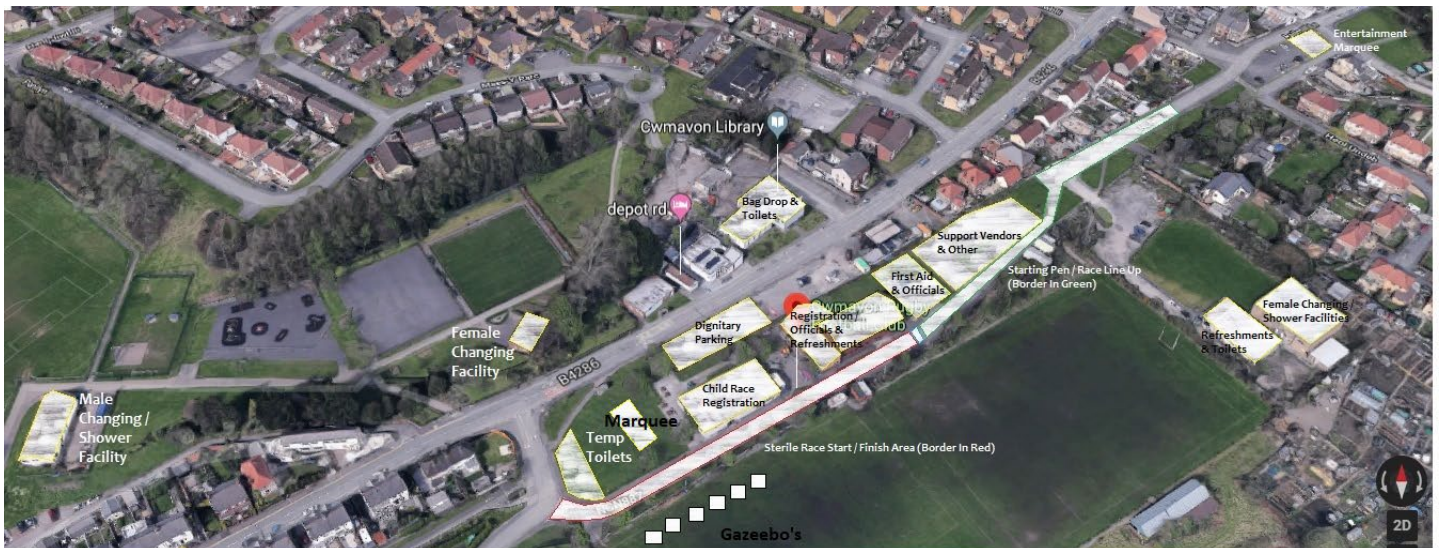 Entertainment
Marquee
B4286
Cwmavon Library
depot rd
Bag Drop &
Toilets
Support Vendors
& Other
First Aid
& Officials
Starting Pen / Race Line Up
(Border In Green)
Female Changing /
Shower Facilities
Refreshments
& Toilets
Registration /
Officials &
Refreshments
Dignitary
Parking
Female
Changing
Facility
B4286
Child Race
Registration
Male
Changing /
Shower
Facility
Marquee
Temp
Toilets
Sterile Race Start / Finish Area (Border In Red)
Gazeebo's
2D